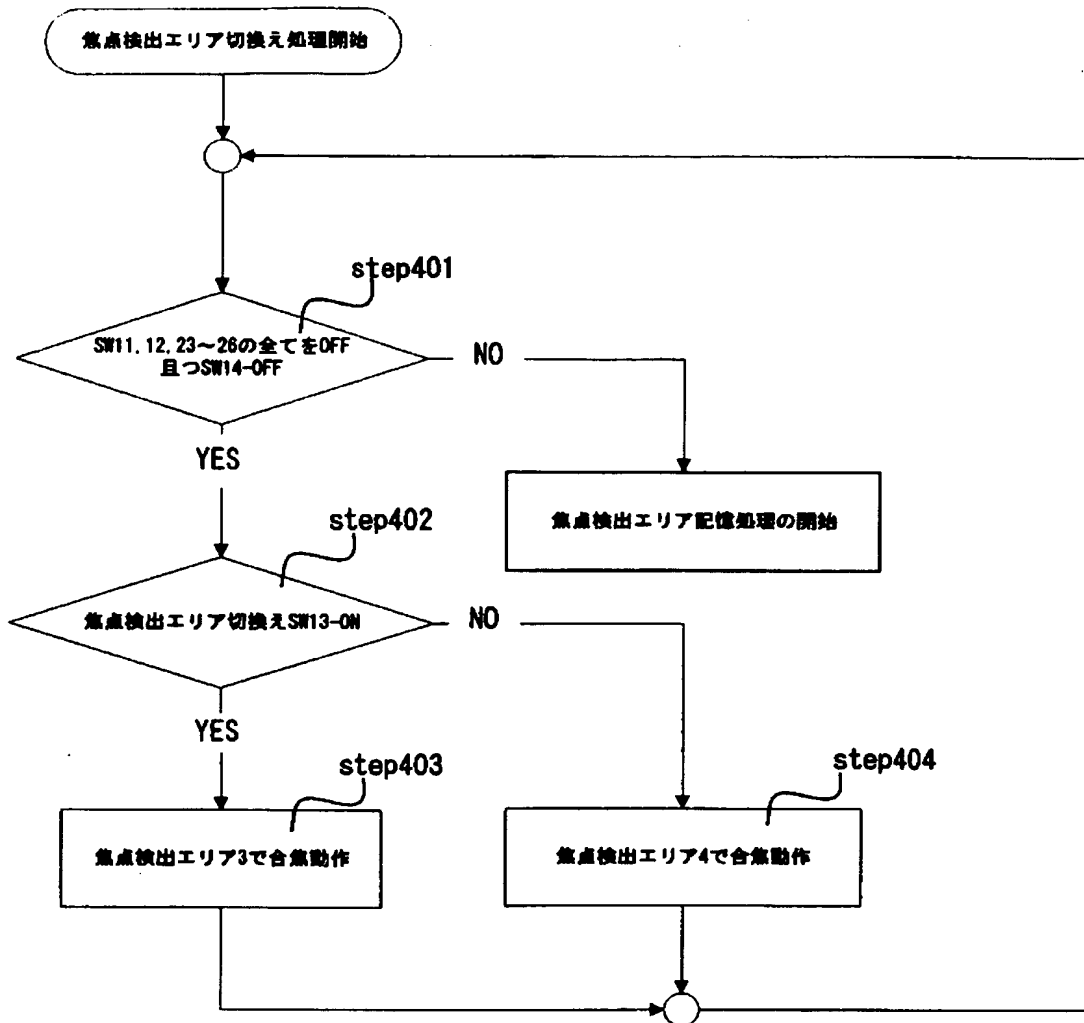 焦点検出エリア切換え処理開始
step401
SW11,12,23～26の全てをOFF
且つSW14-OFF
NO
YES
焦点検出エリア記憶処理の開始
step402
焦点検出エリア切換えSW13-ON
NO
YES
step403
step404
焦点検出エリア3で合焦動作
焦点検出エリア4で合焦動作